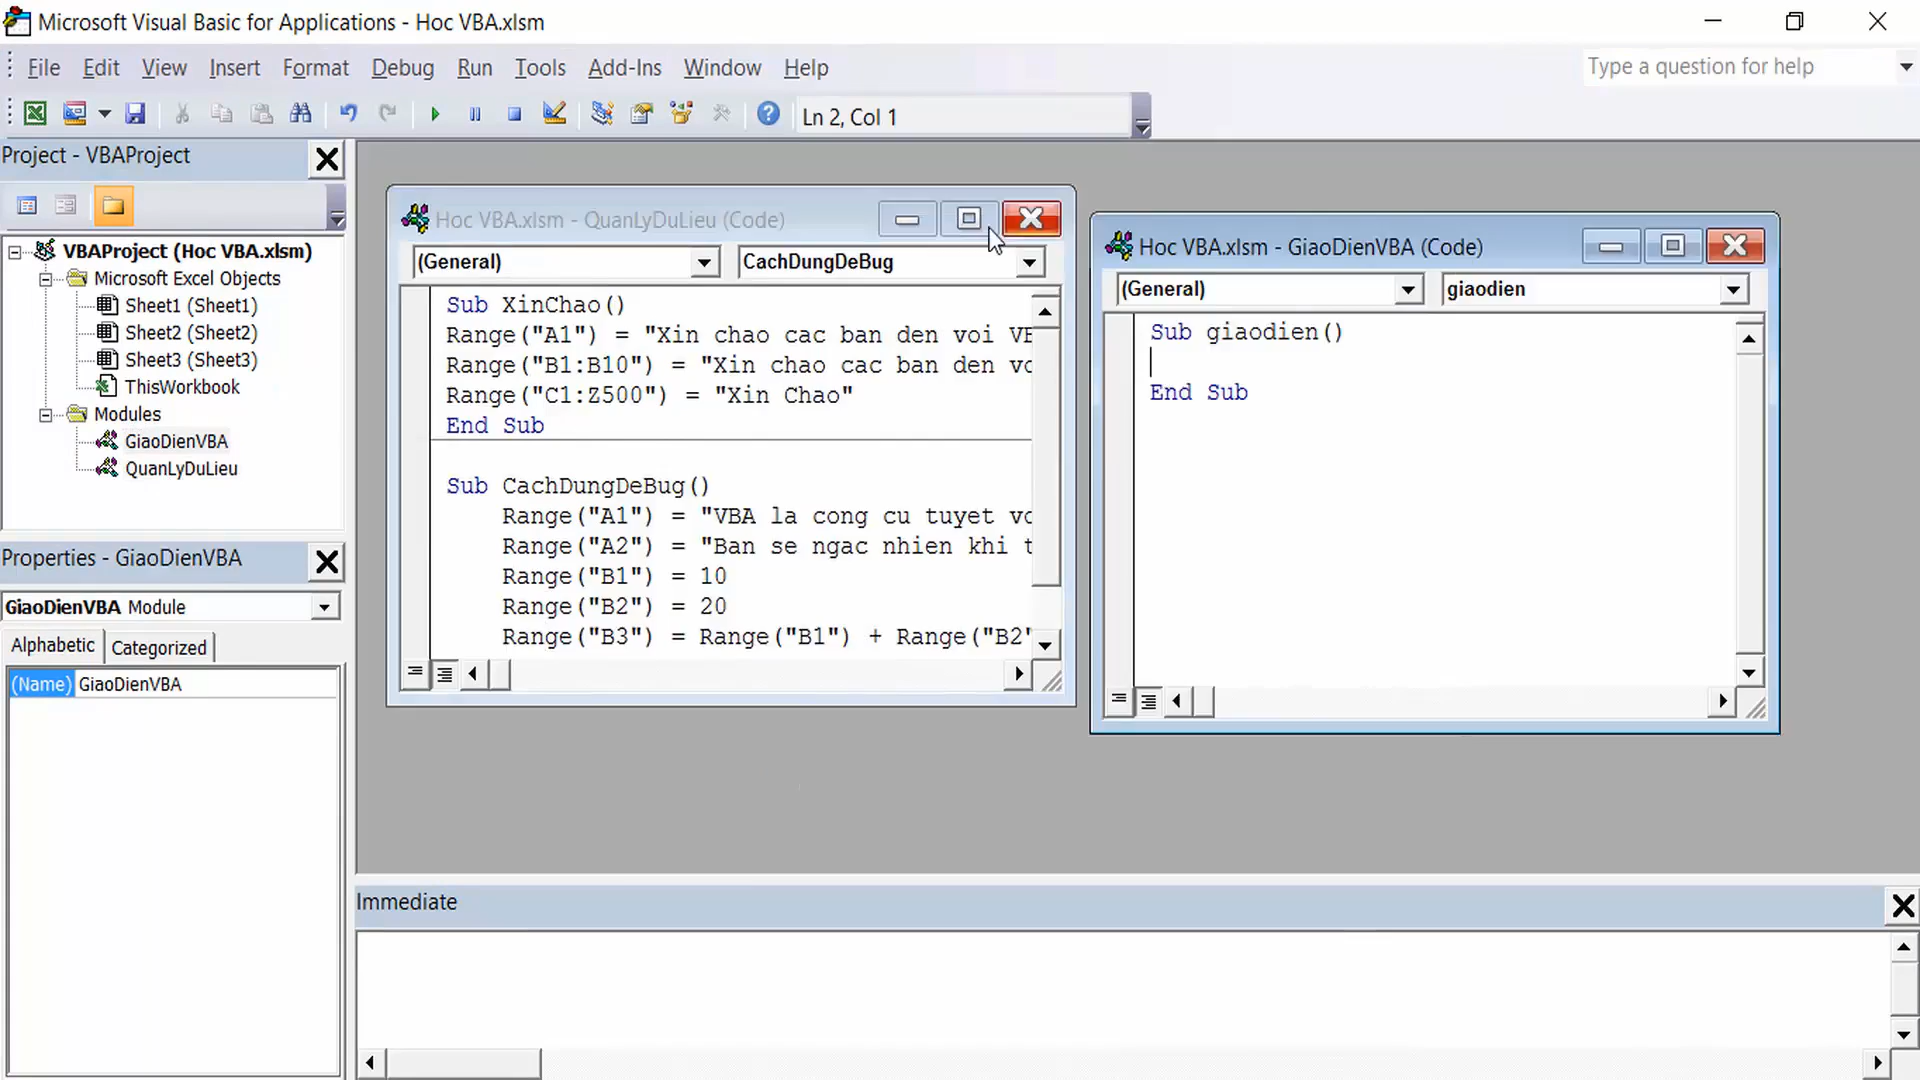 Microsoft Visual Basic for Applications - Hoc VBA.xlsm
File Edit View Insert Format Debug Run Tools Add-Ins Window Help
Type a question for help
Ln 2, Col 1
Project - VBAProject
VBAProject (Hoc VBA.xlsm)
Microsoft Excel Objects
Sheet1 (Sheet1)
Sheet2 (Sheet2)
Sheet3 (Sheet3)
ThisWorkbook
Modules
GiaoDienVBA
QuanLyDuLieu
Properties - GiaoDienVBA
GiaoDienVBA Module
Alphabetic Categorized
(Name) GiaoDienVBA
Hoc VBA.xlsm - QuanLyDuLieu (Code)
(General) CachDungDeBug
Sub XinChao()
Range("A1") = "Xin chao cac ban den voi
Range("B1:B10") = "Xin chao cac ban den
Range("C1:Z500") = "Xin Chao"
End Sub
Sub CachDungDeBug()
Range("A1") = "VBA la cong cu tuyet
Range("A2") = "Ban se ngac nhien khi
Range("B1") = 10
Range("B2") = 20
Range("B3") = Range("B1") + Range("B2"
Hoc VBA.xlsm - GiaoDienVBA (Code)
(General) giaodien
Sub giaodien()
End Sub
Immediate